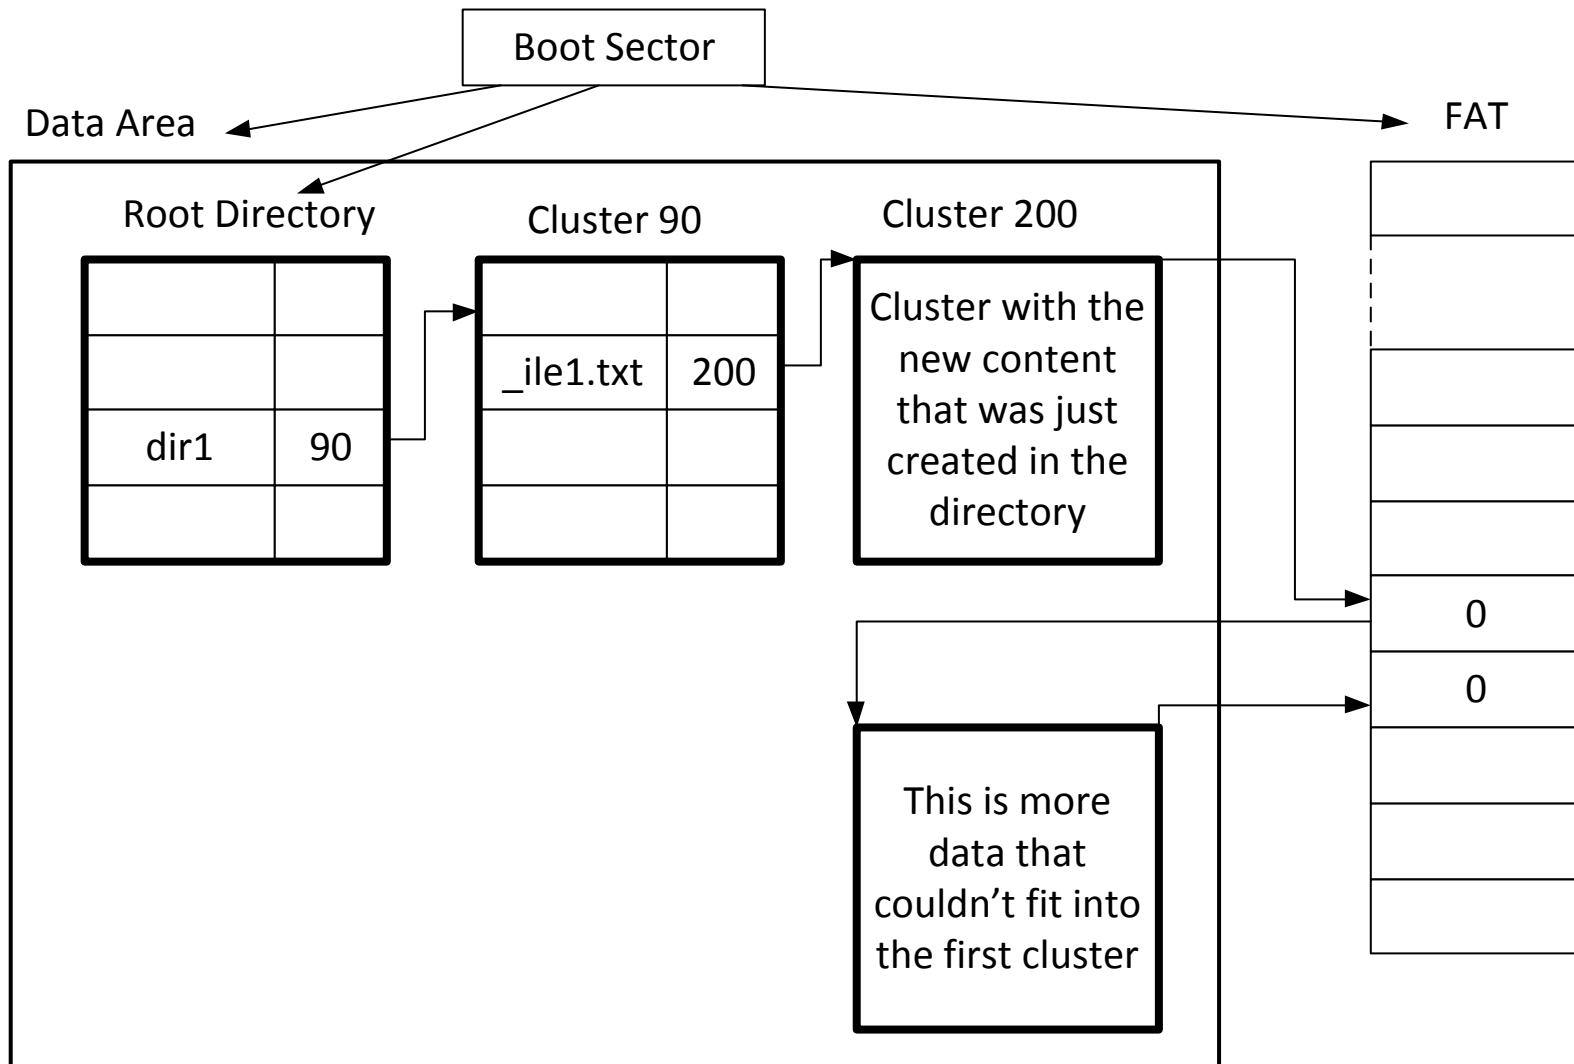 Boot Sector
Data Area
FAT
Root Directory
Cluster 90
Cluster 200
dir1 90
_ile1.txt 200
Cluster with the
new content
that was just
created in the
directory
0
0
This is more
data that
couldn’t fit into
the first cluster